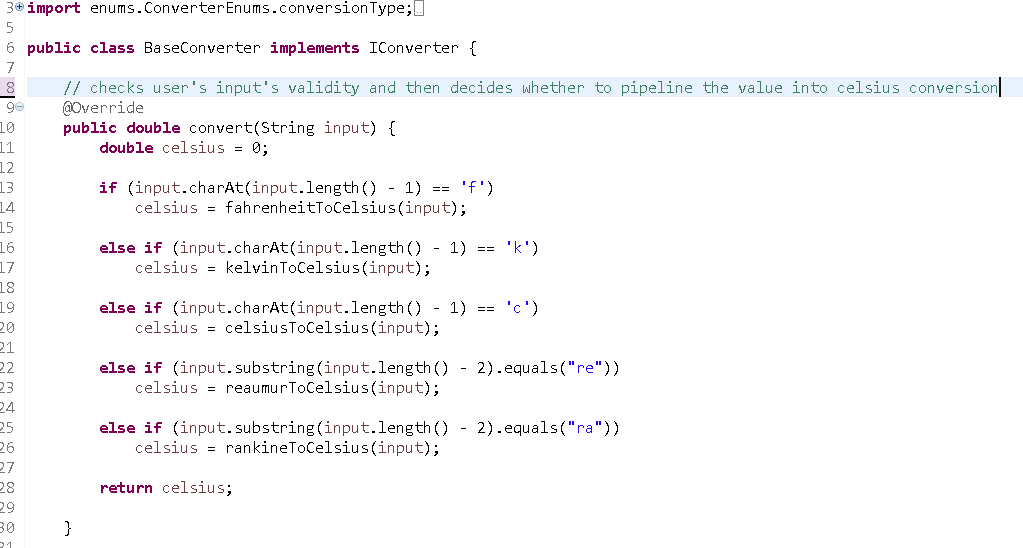 3 import enums.ConverterEnums.conversionType;
5
6 public class BaseConverter implements IConverter {
7
8 // checks user's input's validity and then decides whether to pipeline the value into celsius conversion
9 @Override
10 public double convert(String input) {
11 double celsius = 0;
12
13 if (input.charAt(input.length() - 1) == 'f')
14 celsius = fahrenheitToCelsius(input);
15
16 else if (input.charAt(input.length() - 1) == 'k')
17 celsius = kelvinToCelsius(input);
18
19 else if (input.charAt(input.length() - 1) == 'c')
20 celsius = celsiusToCelsius(input);
21
22 else if (input.substring(input.length() - 2).equals("re"))
23 celsius = reaumurToCelsius(input);
24
25 else if (input.substring(input.length() - 2).equals("ra"))
26 celsius = rankineToCelsius(input);
27
28 return celsius;
29
30 }
31